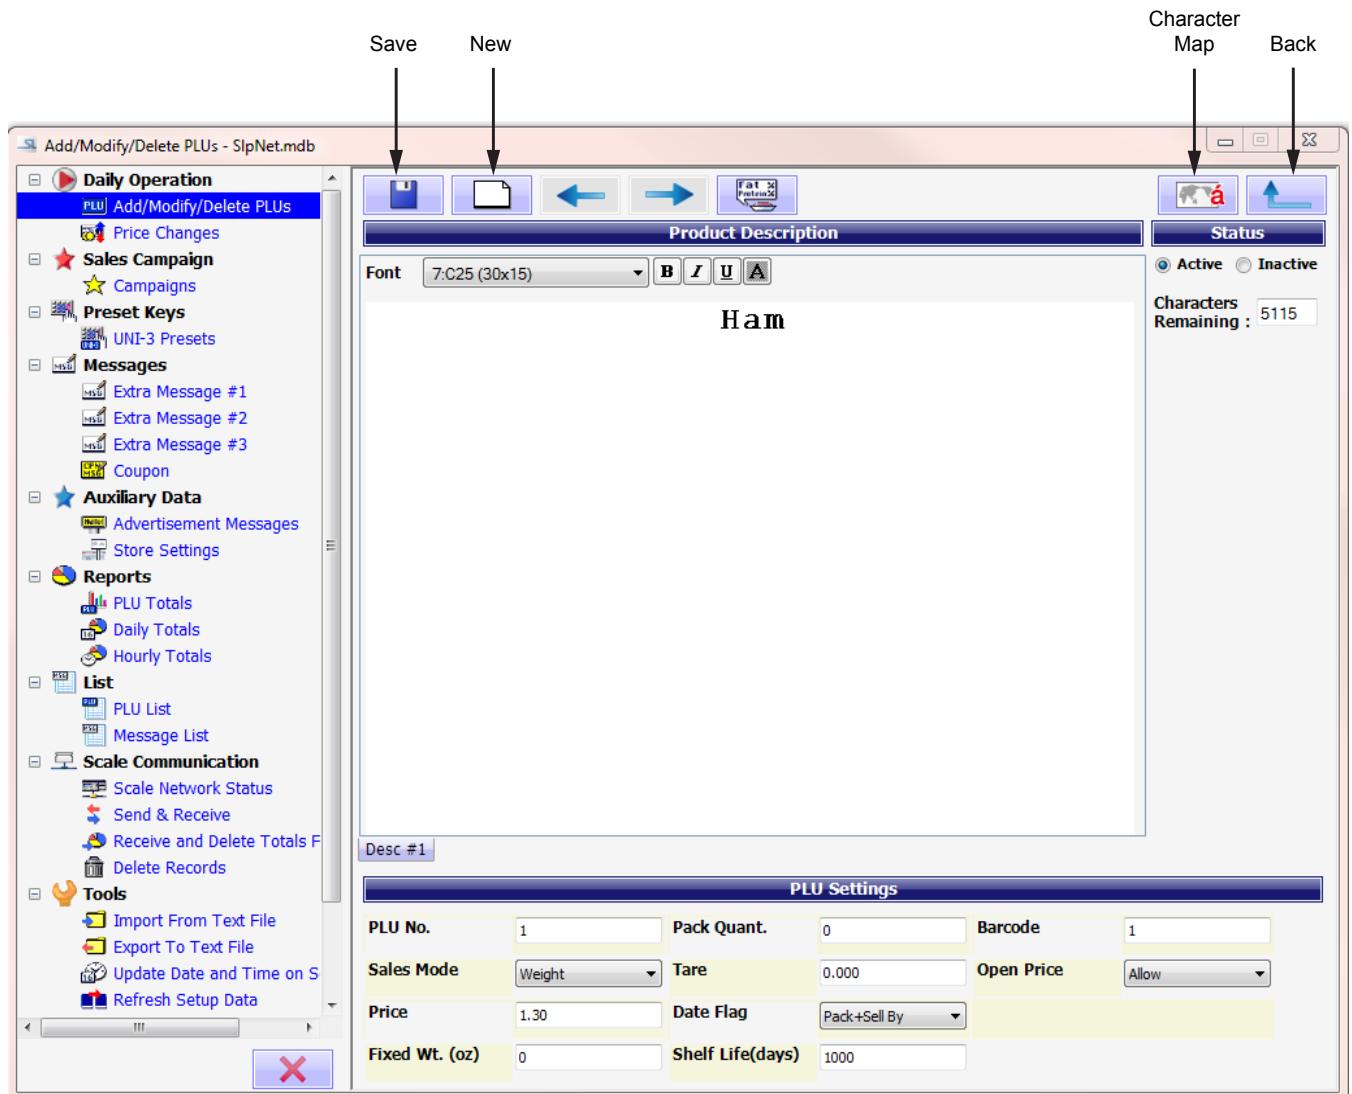 Character
Save New Map Back
Add/Modify/Delete PLUs - SlpNet.mdb
Daily Operation
PLU Add/Modify/Delete PLUs
Price Changes
Sales Campaign
Campaigns
Preset Keys
UNI-3 Presets
Messages
Extra Message #1
Extra Message #2
Extra Message #3
Coupon
Auxiliary Data
Advertisement Messages
Store Settings
Reports
PLU Totals
Daily Totals
Hourly Totals
List
PLU List
Message List
Scale Communication
Scale Network Status
Send & Receive
Receive and Delete Totals F
Delete Records
Tools
Import From Text File
Export To Text File
Update Date and Time on S
Refresh Setup Data
Fat %
Protein%
á
Product Description
Status
Font 7:C25 (30x15) B I U A
Active Inactive
Characters
Remaining : 5115
Ham
Desc #1
PLU Settings
PLU No. 1 Pack Quant. 0 Barcode 1
Sales Mode Weight Tare 0.000 Open Price Allow
Price 1.30 Date Flag Pack+Sell By
Fixed Wt. (oz) 0 Shelf Life(days) 1000